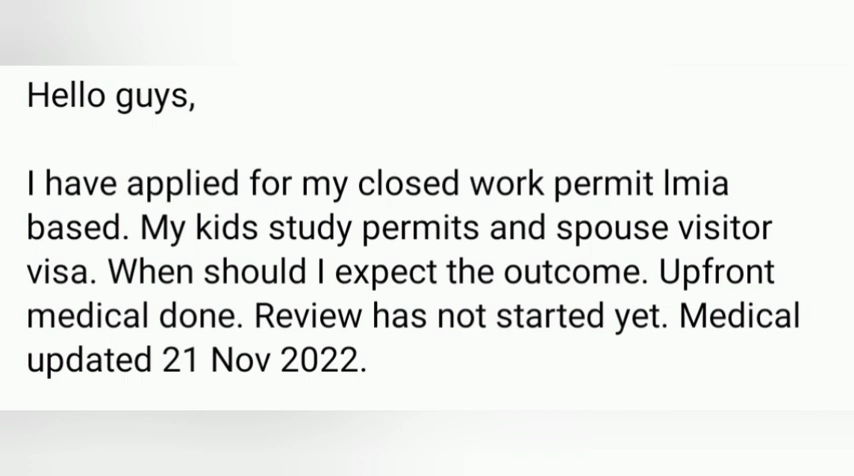 Hello guys,
I have applied for my closed work permit lmia
based. My kids study permits and spouse visitor
visa. When should I expect the outcome. Upfront
medical done. Review has not started yet. Medical
updated 21 Nov 2022.